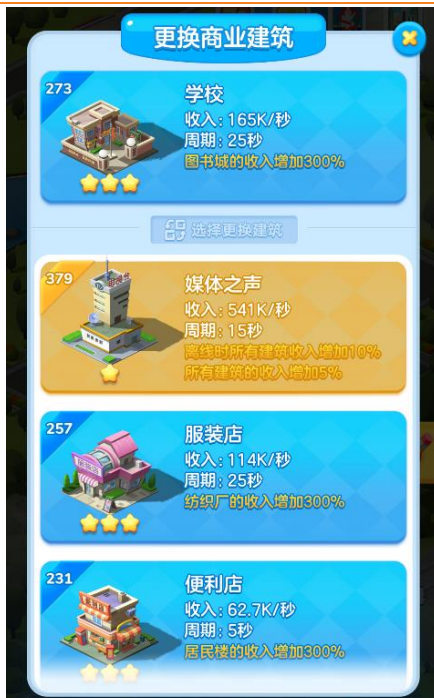 更换商业建筑
273
学校
收入：165K/秒
周期：25秒
图书城的收入增加300%
选择更换建筑
379
媒体之声
收入：541K/秒
周期：15秒
离线时所有建筑收入增加10%
所有建筑的收入增加5%
257
服装店
收入：114K/秒
周期：25秒
纺织厂的收入增加300%
231
便利店
收入：62.7K/秒
周期：5秒
居民楼的收入增加300%